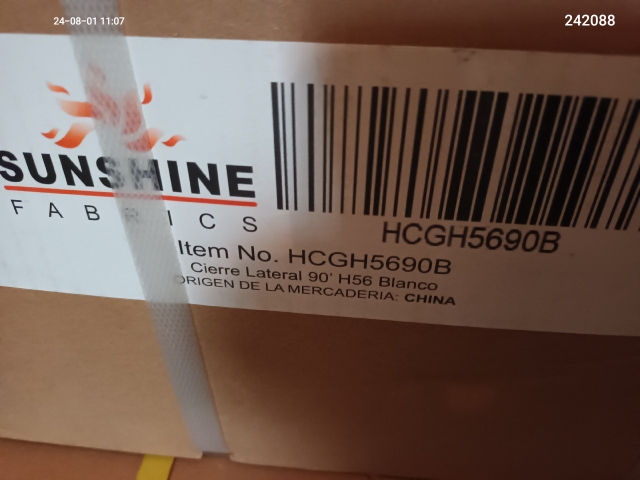 24-08-01 11:07
242088
SUNSHINE
FABRICS
HCGH5690B
Item No. HCGH5690B
Cierre Lateral 90' H56 Blanco
ORIGEN DE LA MERCADERIA: CHINA